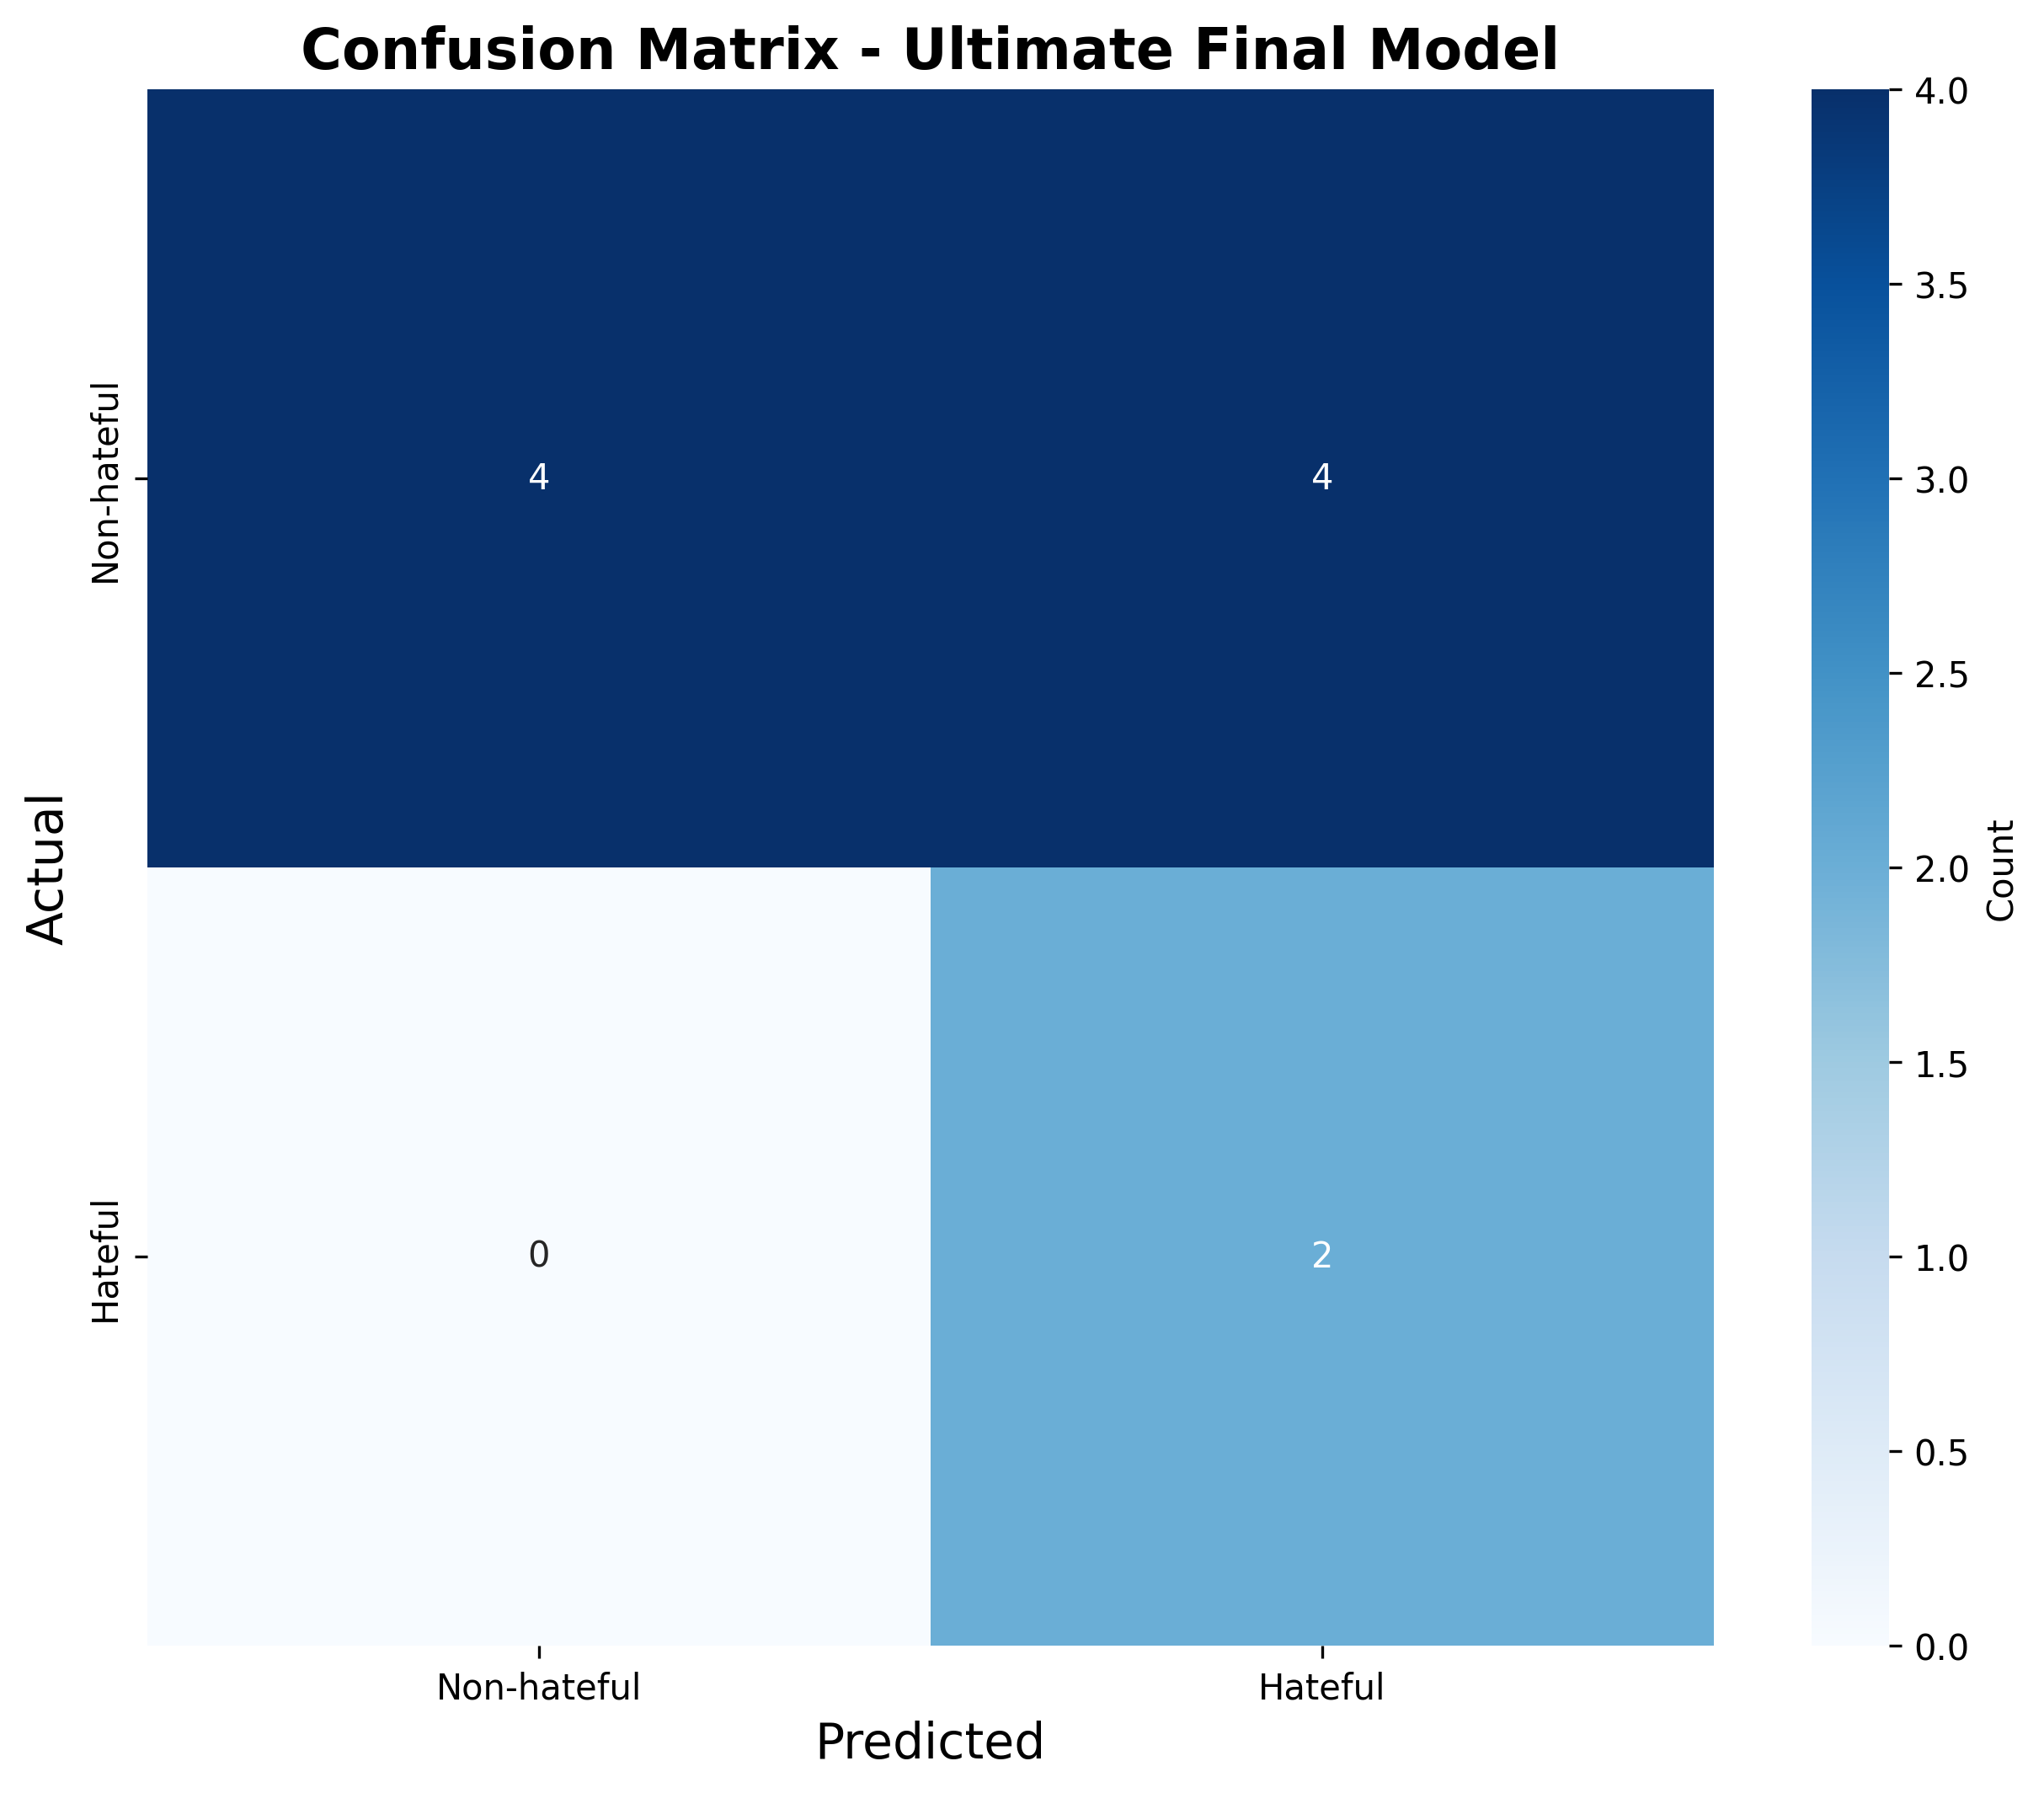 Confusion Matrix - Ultimate Final Model
4.0
3.5
3.0
2.5
2.0
1.5
1.0
0.5
0.0
Count
Actual
Non-hateful
4
4
Hateful
0
2
Non-hateful
Hateful
Predicted